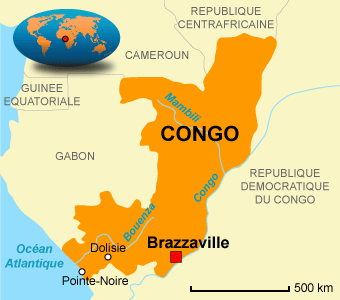 REPUBLIQUE
CENTRAFRICAINE
CAMEROUN
GUINEE
EQUATORIALE
Mambili
CONGO
GABON
REPUBLIQUE
DEMOCRATIQUE
DU CONGO
Congo
Bouenza
Brazzaville
Dolisie
Océan
Atlantique
Pointe-Noire
500 km